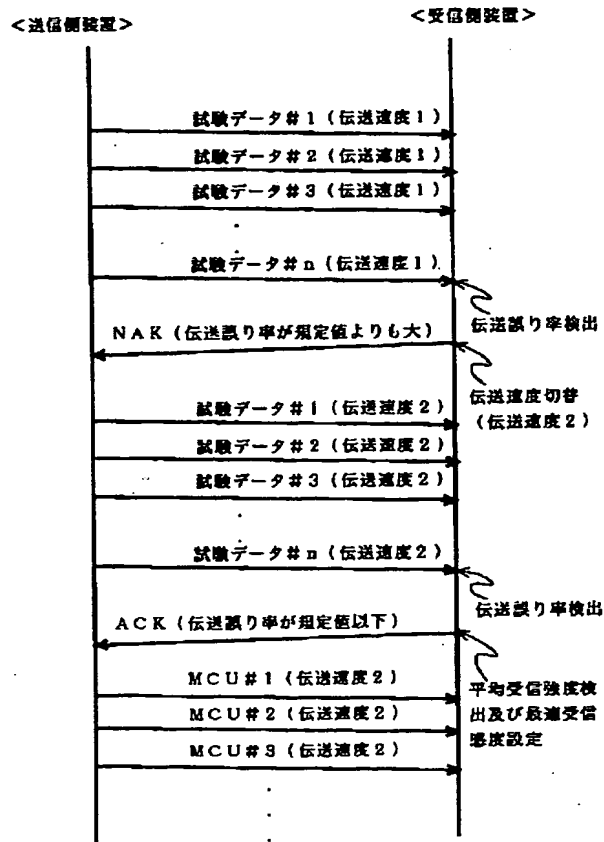 <送信側装置>
<受信側装置>
試験データ#1(伝送速度1)
試験データ#2(伝送速度1)
試験データ#3(伝送速度1)
試験データ#n(伝送速度1)
伝送誤り率検出
NAK(伝送誤り率が規定値よりも大)
伝送速度切替
(伝送速度2)
試験データ#1(伝送速度2)
試験データ#2(伝送速度2)
試験データ#3(伝送速度2)
試験データ#n(伝送速度2)
伝送誤り率検出
ACK(伝送誤り率が規定値以下)
MCU#1(伝送速度2)
平均受信強度検
出及び最適受信
感度設定
MCU#2(伝送速度2)
MCU#3(伝送速度2)